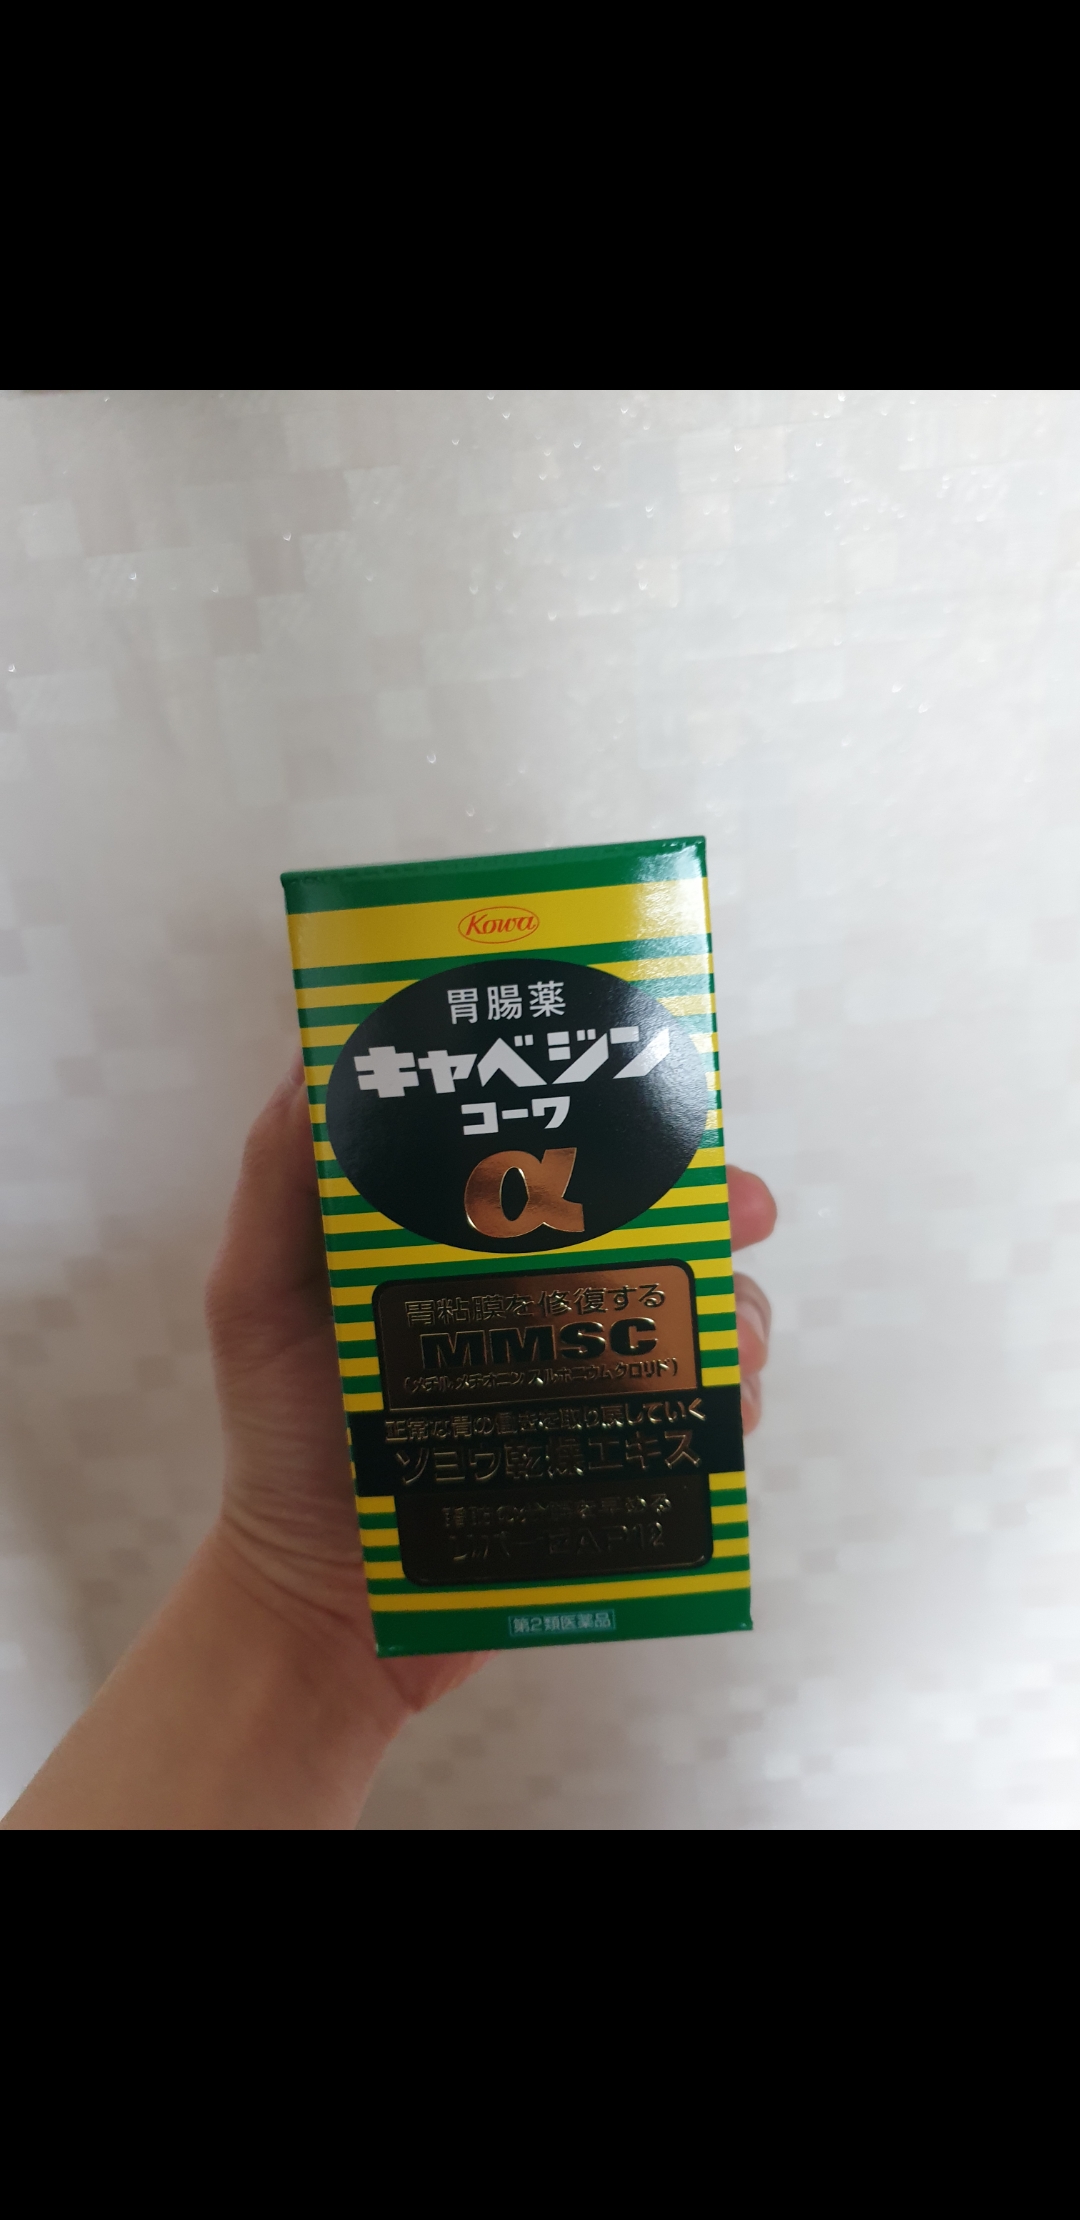 Kowa
胃腸薬
キャベジン
コーワ
α
胃粘膜を修復する
MMSC
(メチルメチオニンスルホニウムクロリド)
正常な胃の働きを取り戻していく
ソヨウ乾燥エキス
リパーゼAP12
第2類医薬品